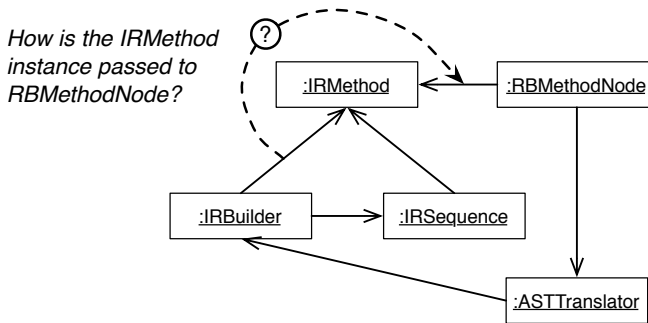 How is the IRMethod
instance passed to
RBMethodNode?
?
:IRMethod
:RBMethodNode
:IRBuilder
:IRSequence
:ASTTranslator